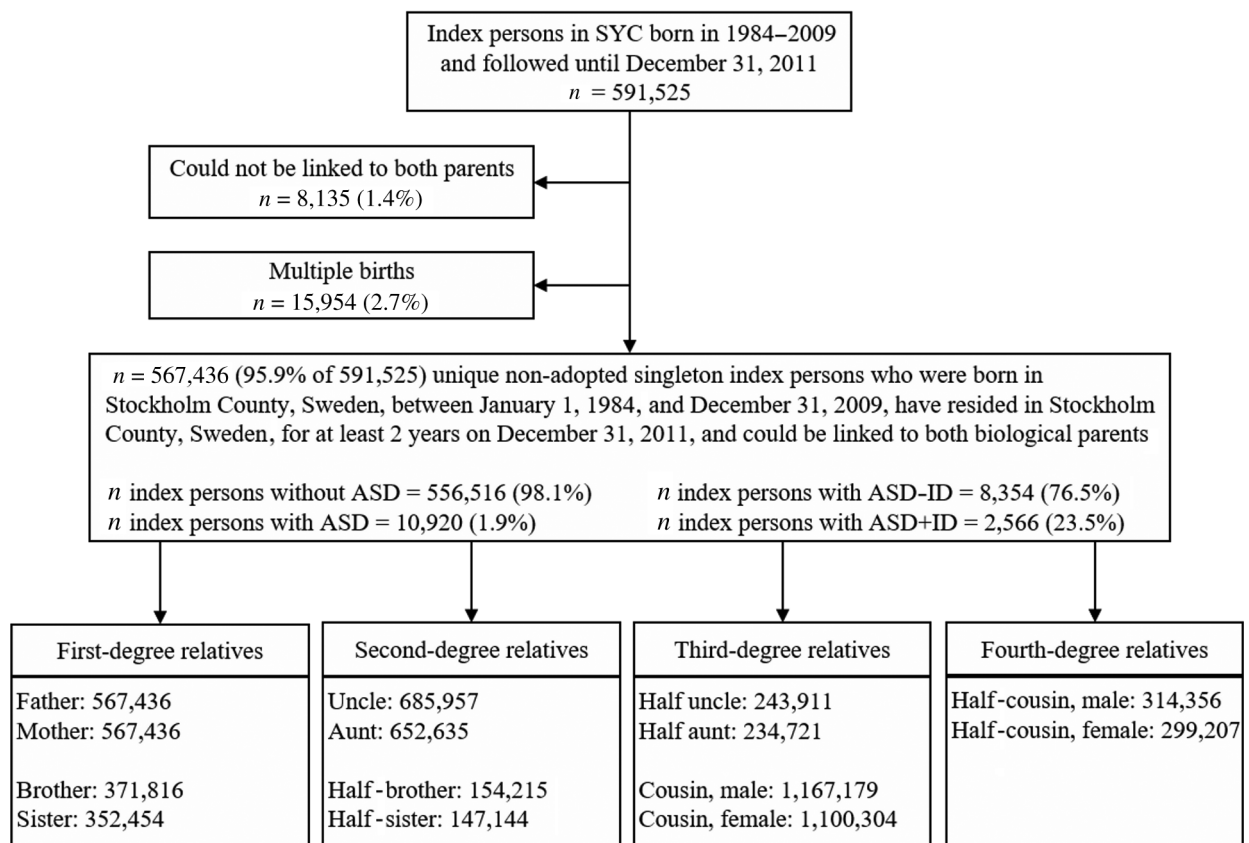 Index persons in SYC born in 1984–2009
and followed until December 31, 2011
n = 591,525
Could not be linked to both parents
n = 8,135 (1.4%)
Multiple births
n = 15,954 (2.7%)
n = 567,436 (95.9% of 591,525) unique non-adopted singleton index persons who were born in
Stockholm County, Sweden, between January 1, 1984, and December 31, 2009, have resided in Stockholm
County, Sweden, for at least 2 years on December 31, 2011, and could be linked to both biological parents
n index persons without ASD = 556,516 (98.1%)
n index persons with ASD = 10,920 (1.9%)
n index persons with ASD-ID = 8,354 (76.5%)
n index persons with ASD+ID = 2,566 (23.5%)
First-degree relatives
Father: 567,436
Mother: 567,436
Brother: 371,816
Sister: 352,454
Second-degree relatives
Uncle: 685,957
Aunt: 652,635
Half-brother: 154,215
Half-sister: 147,144
Third-degree relatives
Half uncle: 243,911
Half aunt: 234,721
Cousin, male: 1,167,179
Cousin, female: 1,100,304
Fourth-degree relatives
Half-cousin, male: 314,356
Half-cousin, female: 299,207